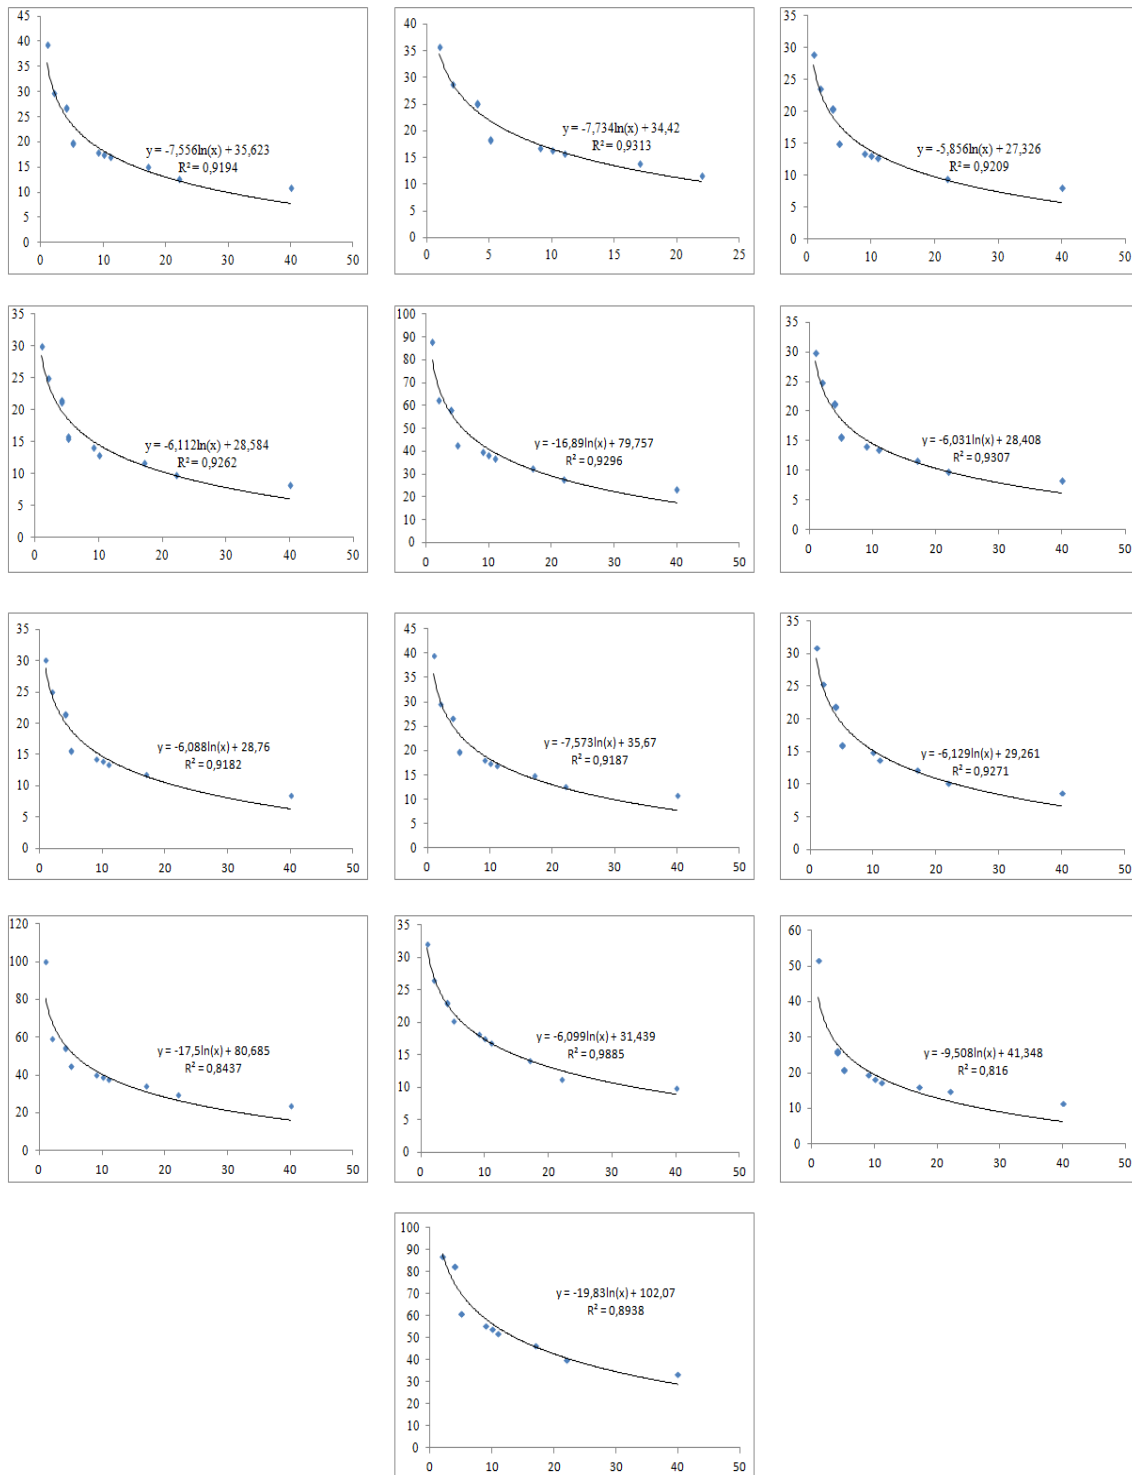 45
40
35
30
25
20
15
10
5
0
y = -7,556ln(x) + 35,623
R² = 0,9194
0 10 20 30 40 50
40
35
30
25
20
15
10
5
0
y = -7,734ln(x) + 34,42
R² = 0,9313
0 5 10 15 20 25
35
30
25
20
15
10
5
0
y = -5,856ln(x) + 27,326
R² = 0,9209
0 10 20 30 40 50
35
30
25
20
15
10
5
0
y = -6,112ln(x) + 28,584
R² = 0,9262
0 10 20 30 40 50
100
90
80
70
60
50
40
30
20
10
0
y = -16,89ln(x) + 79,757
R² = 0,9296
0 10 20 30 40 50
35
30
25
20
15
10
5
0
y = -6,031ln(x) + 28,408
R² = 0,9307
0 10 20 30 40 50
35
30
25
20
15
10
5
0
y = -6,088ln(x) + 28,76
R² = 0,9182
0 10 20 30 40 50
45
40
35
30
25
20
15
10
5
0
y = -7,573ln(x) + 35,67
R² = 0,9187
0 10 20 30 40 50
35
30
25
20
15
10
5
0
y = -6,129ln(x) + 29,261
R² = 0,9271
0 10 20 30 40 50
120
100
80
60
40
20
0
y = -17,5ln(x) + 80,685
R² = 0,8437
0 10 20 30 40 50
35
30
25
20
15
10
5
0
y = -6,099ln(x) + 31,439
R² = 0,9885
0 10 20 30 40 50
60
50
40
30
20
10
0
y = -9,508ln(x) + 41,348
R² = 0,816
0 10 20 30 40 50
100
90
80
70
60
50
40
30
20
10
0
y = -19,83ln(x) + 102,07
R² = 0,8938
0 10 20 30 40 50